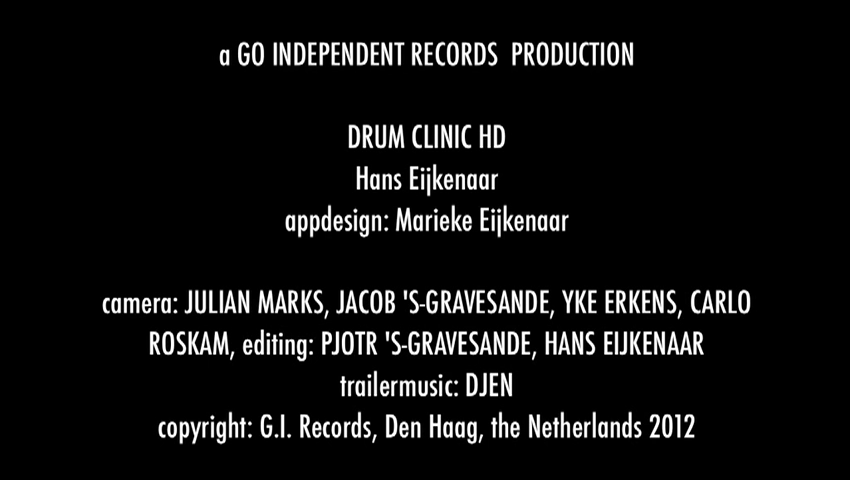 a GO INDEPENDENT RECORDS PRODUCTION
DRUM CLINIC HD
Hans Eijkenaar
appdesign: Marieke Eijkenaar
camera: JULIAN MARKS, JACOB 'S-GRAVESANDE, YKE ERKENS, CARLO
ROSKAM, editing: PJOTR 'S-GRAVESANDE, HANS EIJKENAAR
trailermusic: DJEN
copyright: G.I. Records, Den Haag, the Netherlands 2012